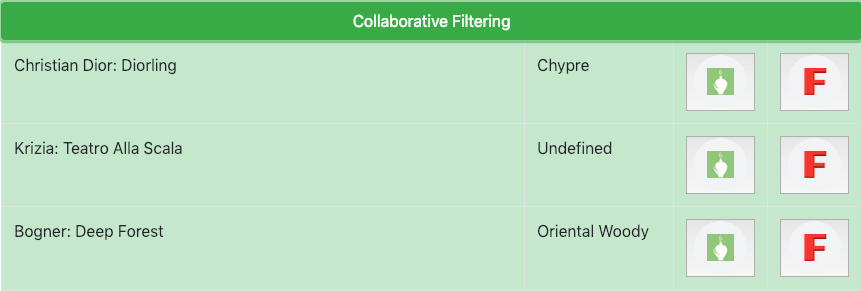 Collaborative Filtering
Christian Dior: Diorling Chypre F
Krizia: Teatro Alla Scala Undefined F
Bogner: Deep Forest Oriental Woody F